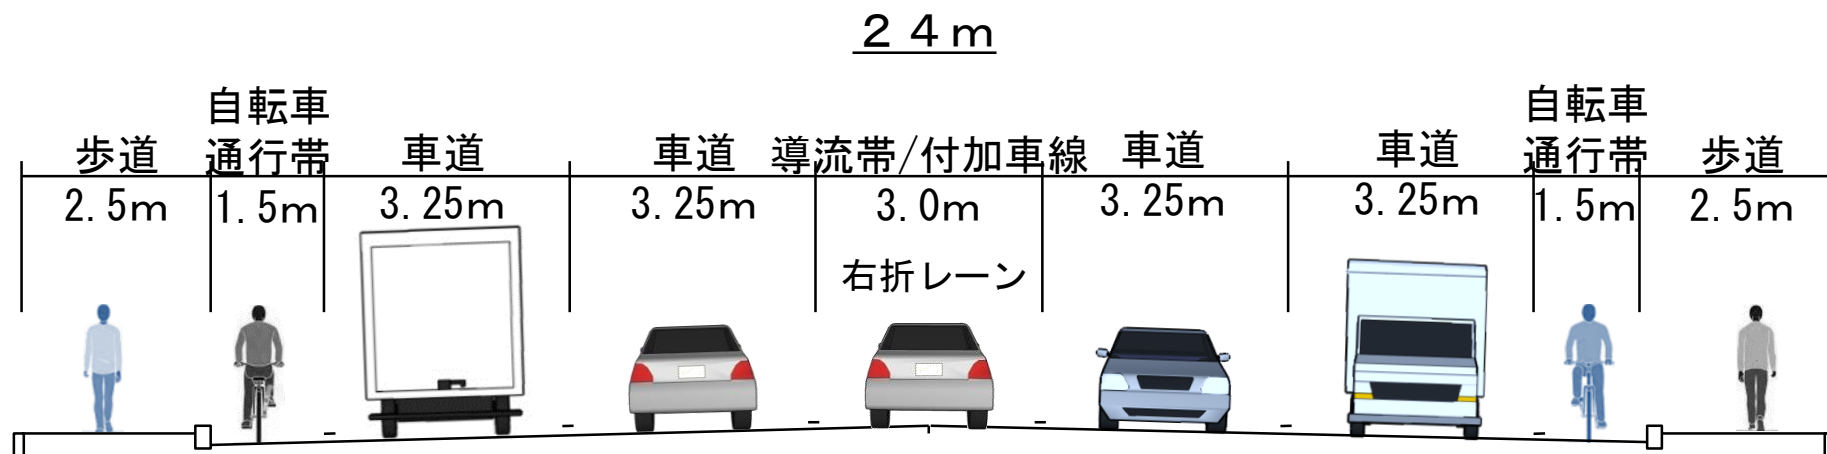 ２４ｍ
歩道
2.5ｍ
自転車
通行帯
1.5ｍ
車道
3.25ｍ
車道
3.25ｍ
導流帯/付加車線
3.0ｍ
右折レーン
車道
3.25ｍ
車道
3.25ｍ
自転車
通行帯
1.5ｍ
歩道
2.5ｍ